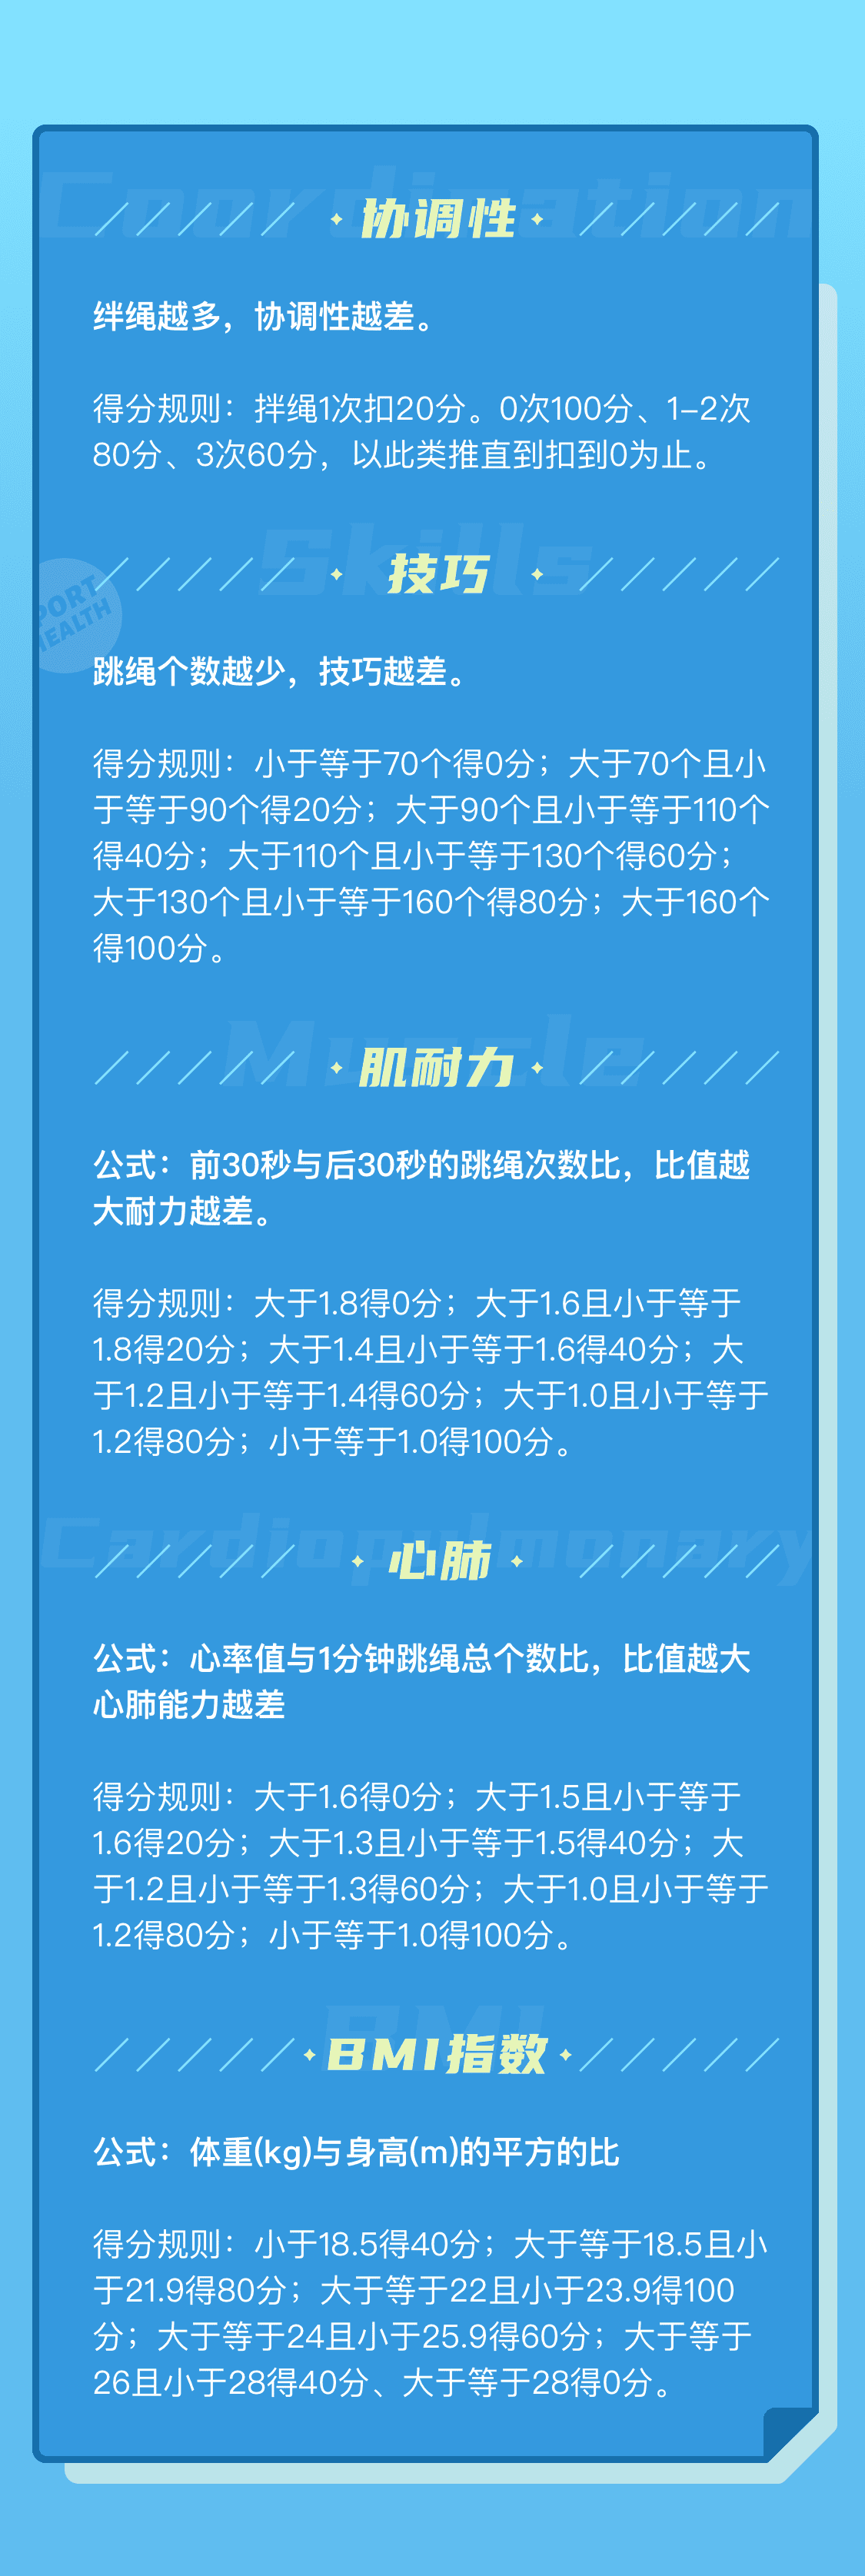 Coordination
协调性
绊绳越多，协调性越差。
得分规则：拌绳1次扣20分。0次100分、1-2次
80分、3次60分，以此类推直到扣到0为止。
Skills
技巧
PORT
HEALTH
跳绳个数越少，技巧越差。
得分规则：小于等于70个得0分；大于70个且小
于等于90个得20分；大于90个且小于等于110个
得40分；大于110个且小于等于130个得60分；
大于130个且小于等于160个得80分；大于160个
得100分。
Muscle
肌耐力
公式：前30秒与后30秒的跳绳次数比，比值越
大耐力越差。
得分规则：大于1.8得0分；大于1.6且小于等于
1.8得20分；大于1.4且小于等于1.6得40分；大
于1.2且小于等于1.4得60分；大于1.0且小于等于
1.2得80分；小于等于1.0得100分。
Cardiopulmonary
心肺
公式：心率值与1分钟跳绳总个数比，比值越大
心肺能力越差
得分规则：大于1.6得0分；大于1.5且小于等于
1.6得20分；大于1.3且小于等于1.5得40分；大
于1.2且小于等于1.3得60分；大于1.0且小于等于
1.2得80分；小于等于1.0得100分。
BMI
BMI指数
公式：体重(kg)与身高(m)的平方的比
得分规则：小于18.5得40分；大于等于18.5且小
于21.9得80分；大于等于22且小于23.9得100
分；大于等于24且小于25.9得60分；大于等于
26且小于28得40分、大于等于28得0分。